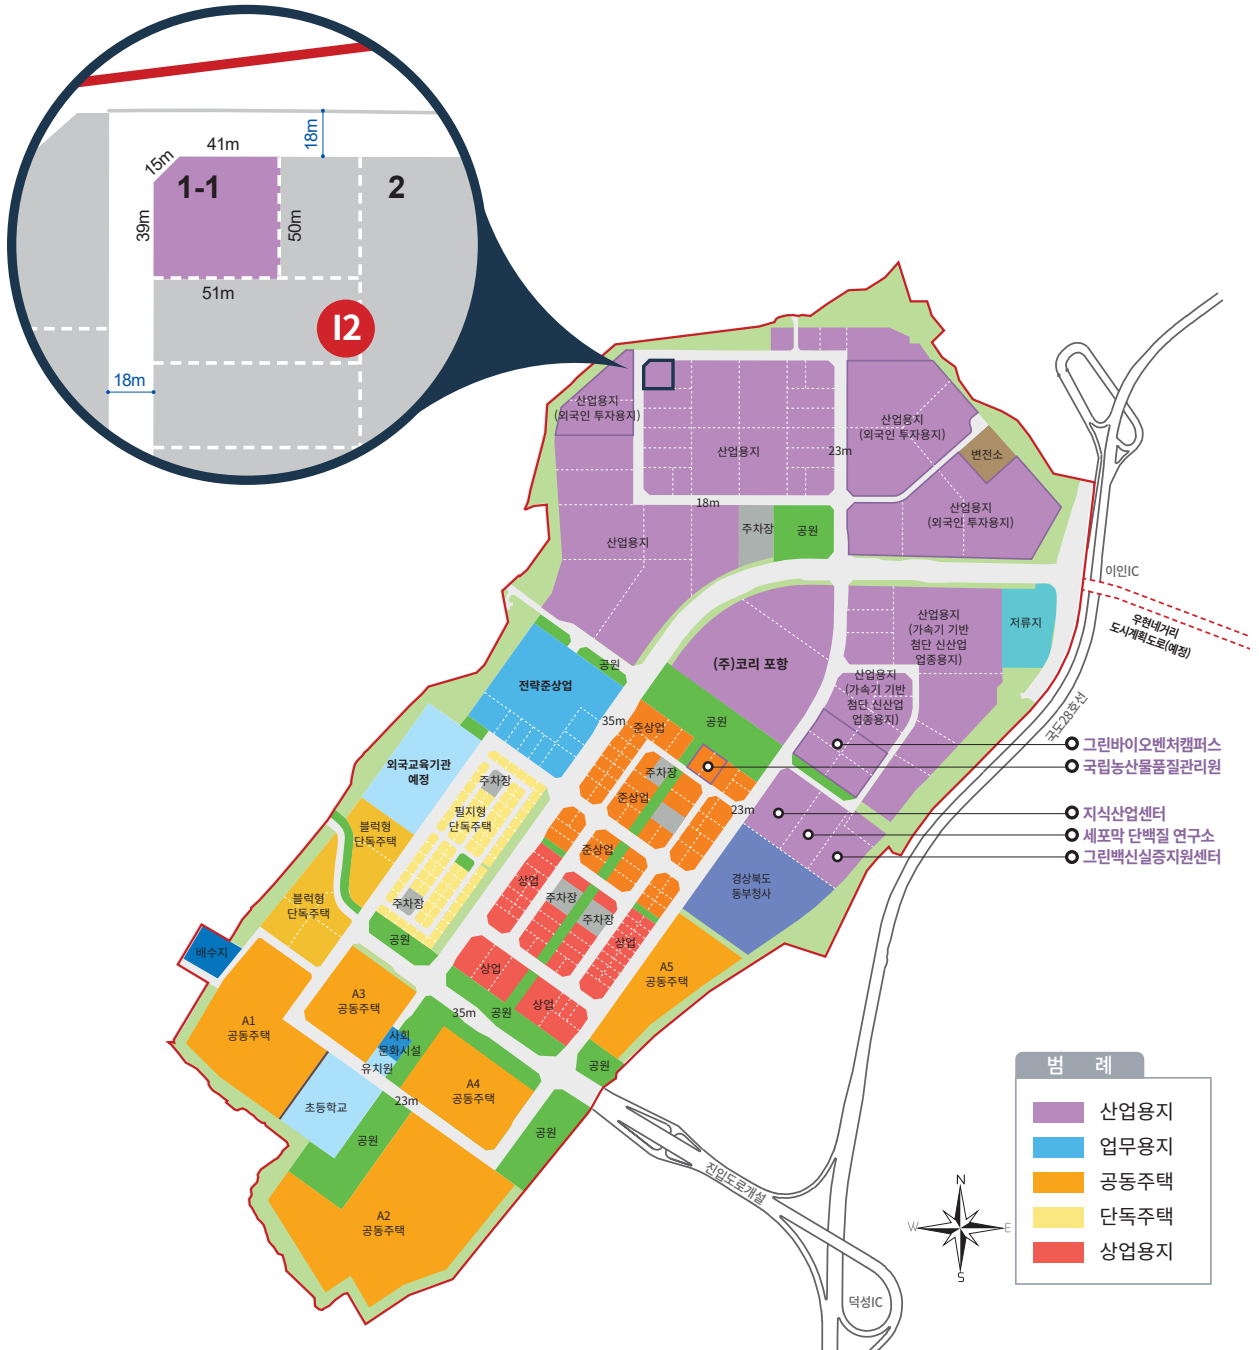 18m
41m
15m
1-1
2
39m
50m
51m
I2
18m
산업용지
(외국인 투자용지)
산업용지
산업용지
(외국인 투자용지)
23m
변전소
18m
산업용지
(외국인 투자용지)
주차장
공원
산업용지
이인IC
우현네거리
도시계획도로(예정)
저류지
산업용지
(가속기 기반
첨단 신산업
업종용지)
(주)코리 포항
공원
산업용지
(가속기 기반
첨단 신산업
업종용지)
전략준상업
35m
준상업
공원
국도28호선
그린바이오벤처캠퍼스
국립농산물품질관리원
외국교육기관
예정
주차장
주차장
준상업
23m
지식산업센터
세포막 단백질 연구소
그린백신실증지원센터
필지형
단독주택
블럭형
단독주택
준상업
상업
경상북도
동부청사
블럭형
단독주택
주차장
주차장
주차장
공원
상업
배수지
상업
A5
공동주택
A3
공동주택
상업
35m
공원
A1
공동주택
사회
문화시설
유치원
공원
A4
공동주택
23m
초등학교
공원
공원
A2
공동주택
진입도로개설
덕성IC
N
W
E
S
범 례
산업용지
업무용지
공동주택
단독주택
상업용지